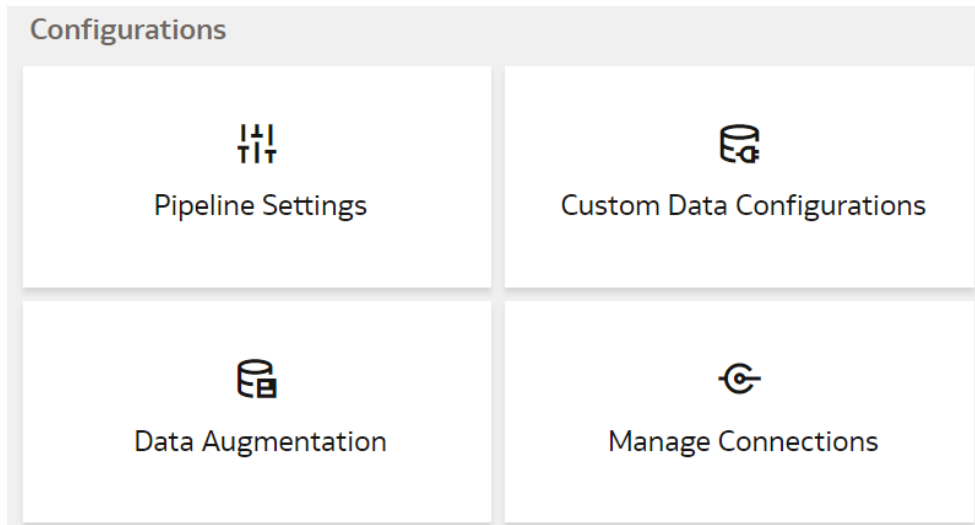 Configurations
Pipeline Settings
Custom Data Configurations
Data Augmentation
Manage Connections